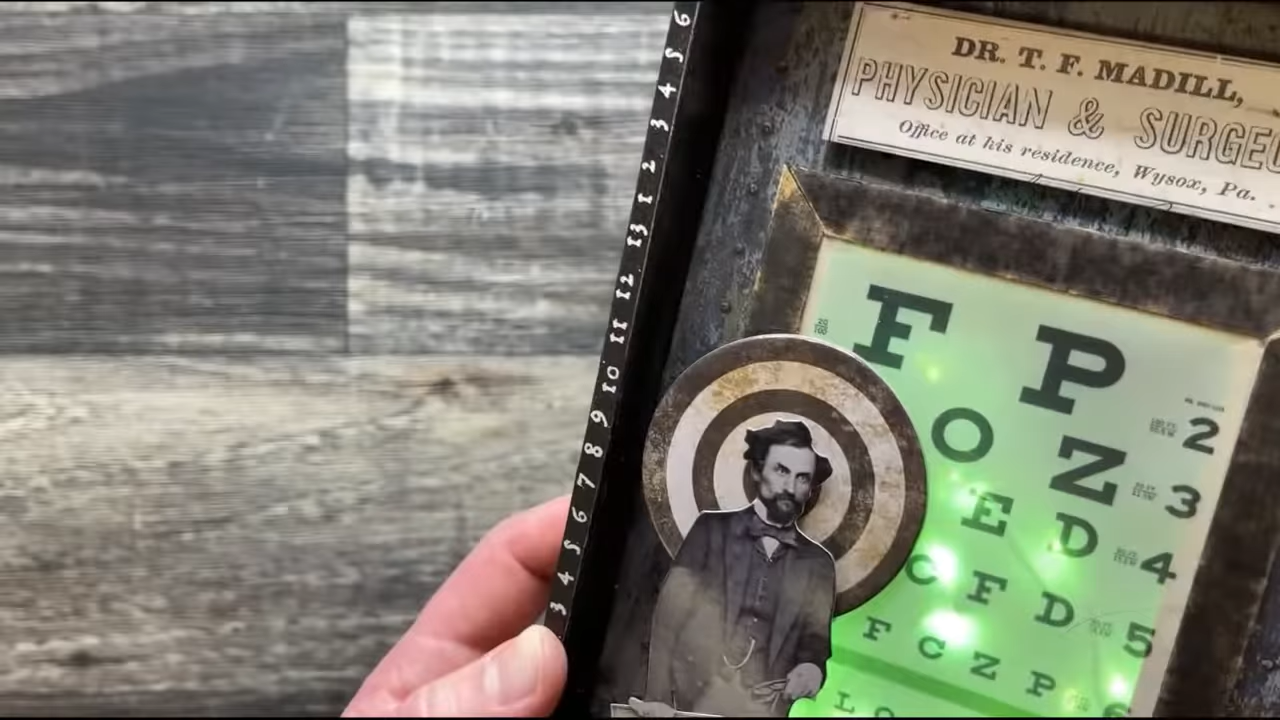 DR. T. F. MADILL,
PHYSICIAN & SURGEO
Office at his residence, Wysox, Pa.
F P
2
O Z
3
E D
4
C F D
5
F C Z P
6
L O
6 5 4 3 2 1 13 12 11 10 9 8 7 6 5 4 3